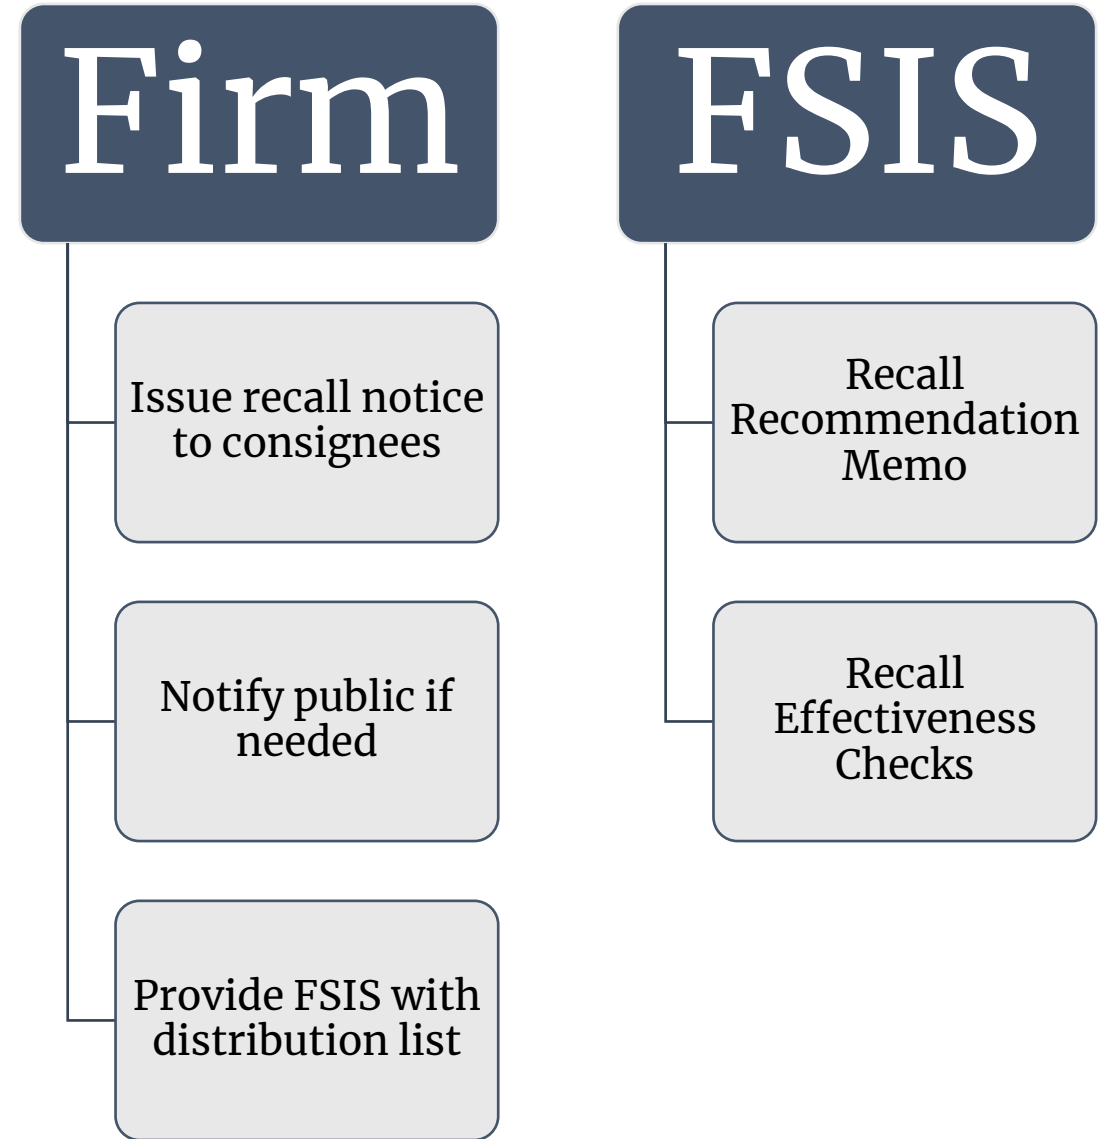 Firm
Issue recall notice
to consignees
Notify public if
needed
Provide FSIS with
distribution list
FSIS
Recall
Recommendation
Memo
Recall
Effectiveness
Checks